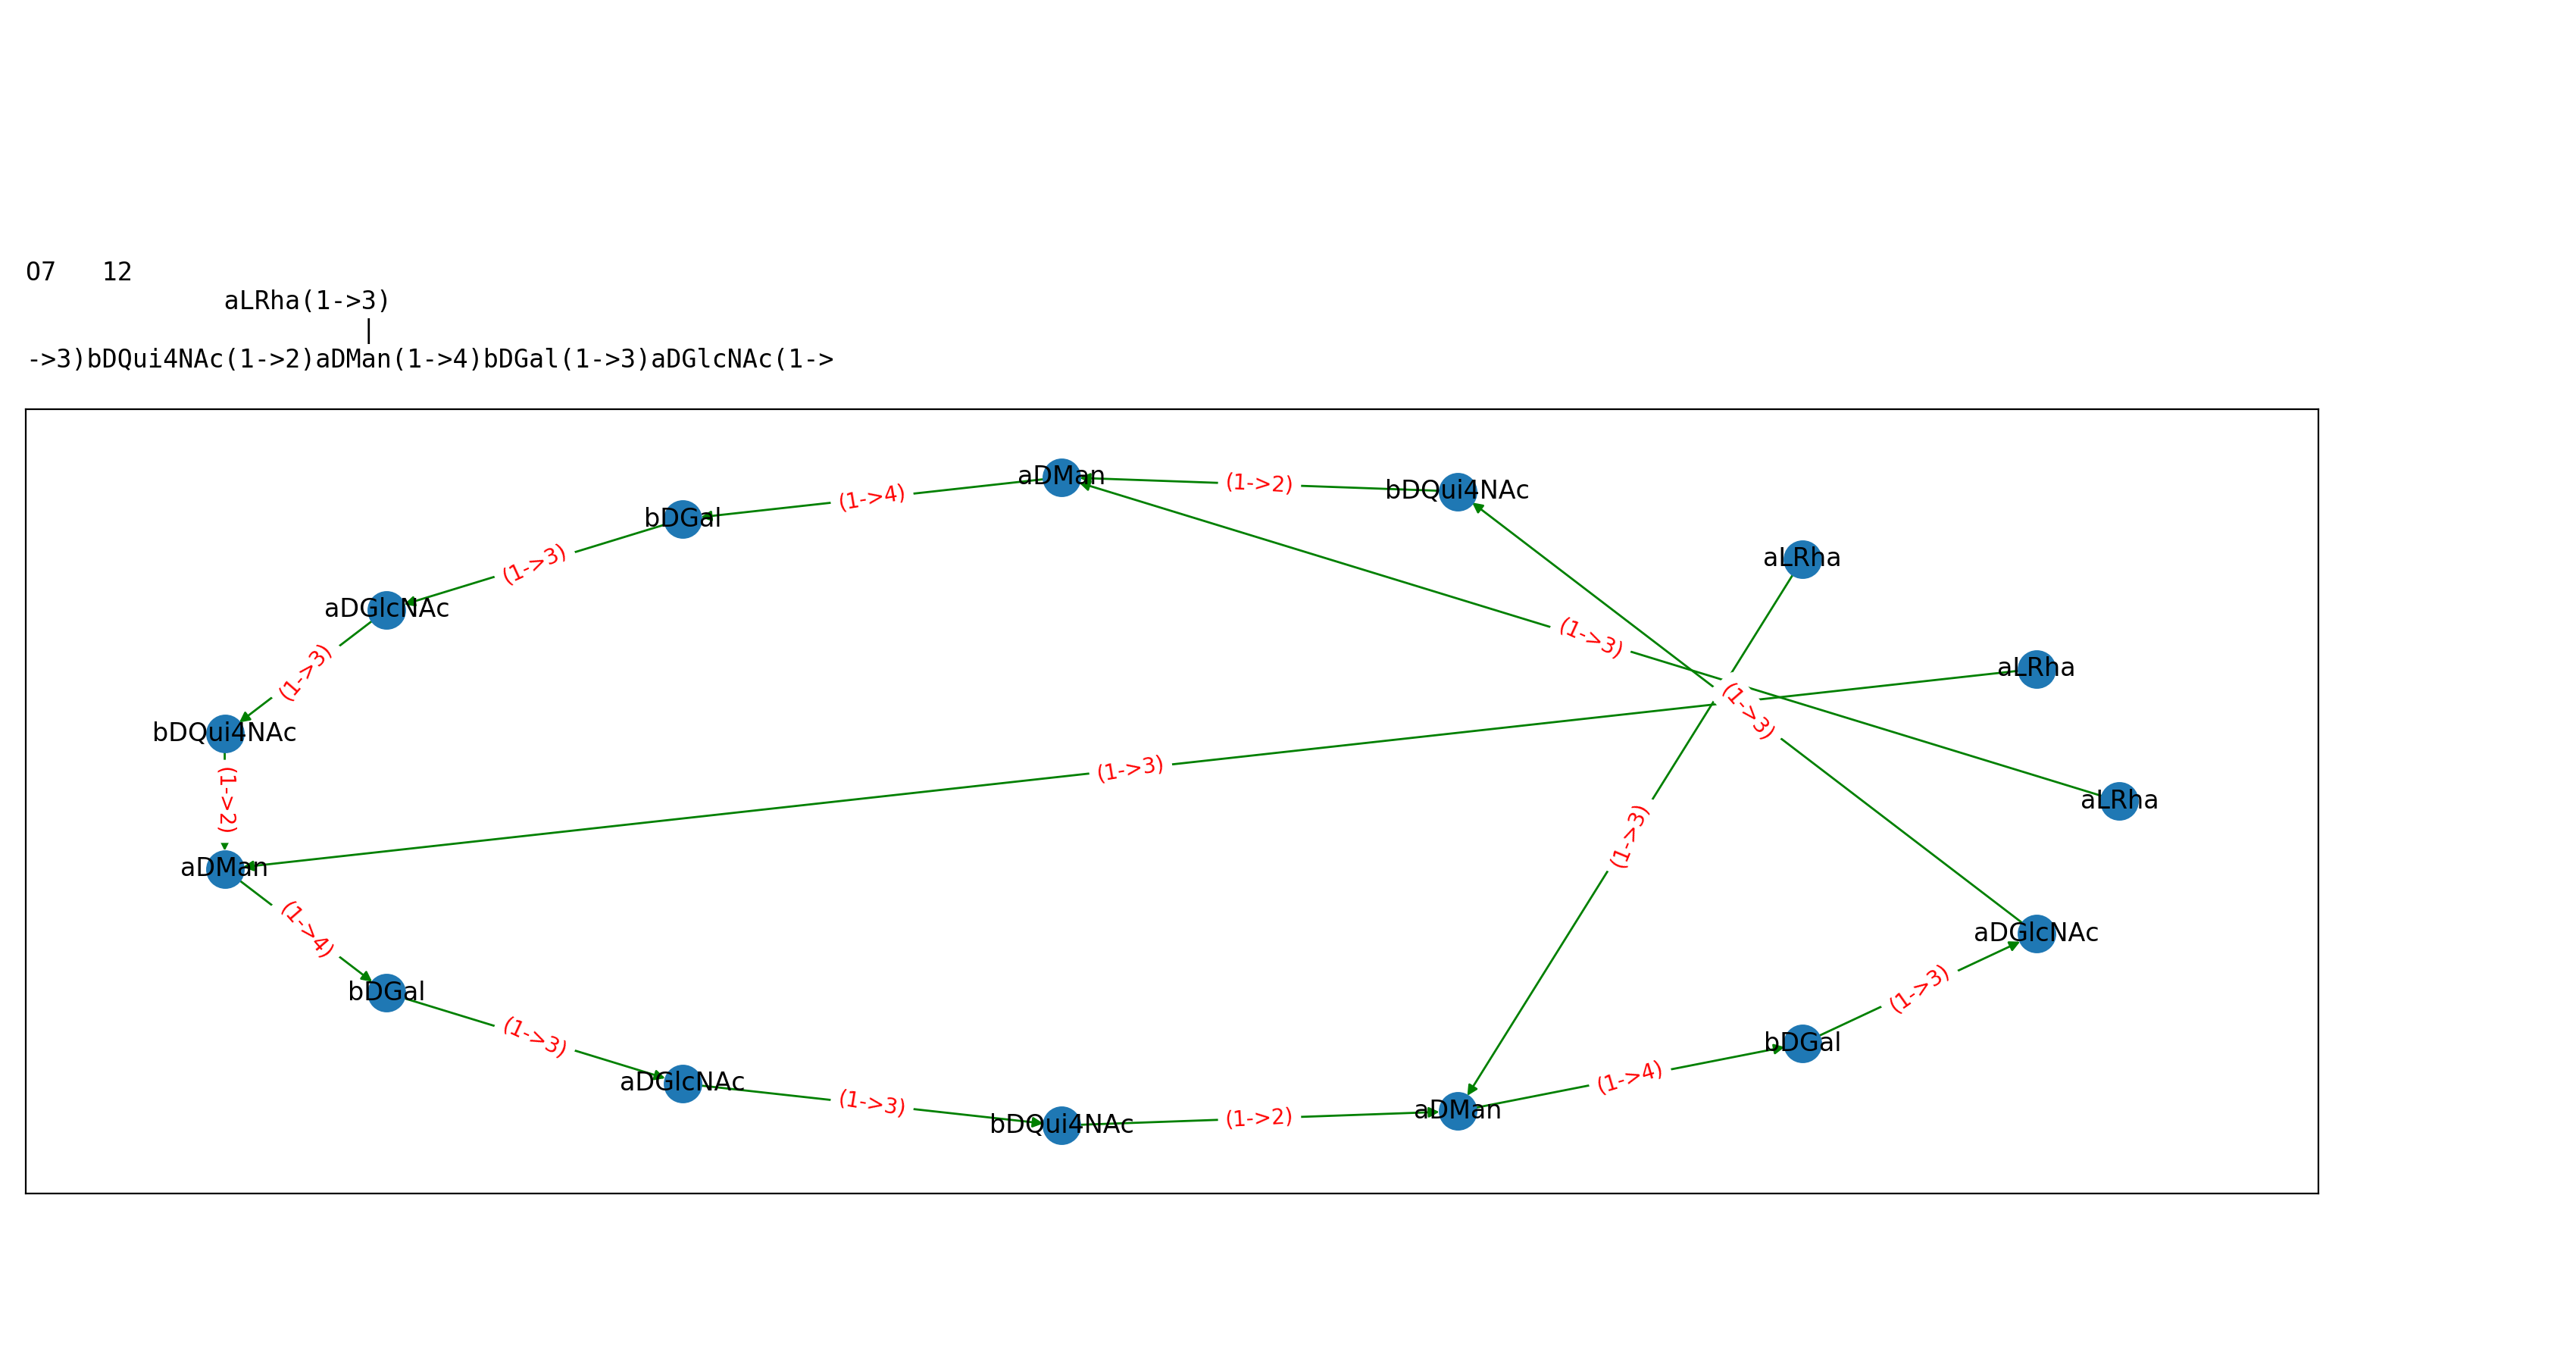 O7   12
aLRha(1->3)
|
->3)bDQui4NAc(1->2)aDMan(1->4)bDGal(1->3)aDGlcNAc(1->
aDMan
(1->2)
bDQui4NAc
(1->4)
bDGal
aLRha
(1->3)
aDGlcNAc
(1->3)
aLRha
(1->3)
(1->3)
bDQui4NAc
(1->3)
(1->2)
aLRha
(1->3)
aDMan
(1->4)
aDGlcNAc
bDGal
(1->3)
(1->3)
bDGal
(1->4)
aDGlcNAc
(1->3)
(1->2)
aDMan
bDQui4NAc